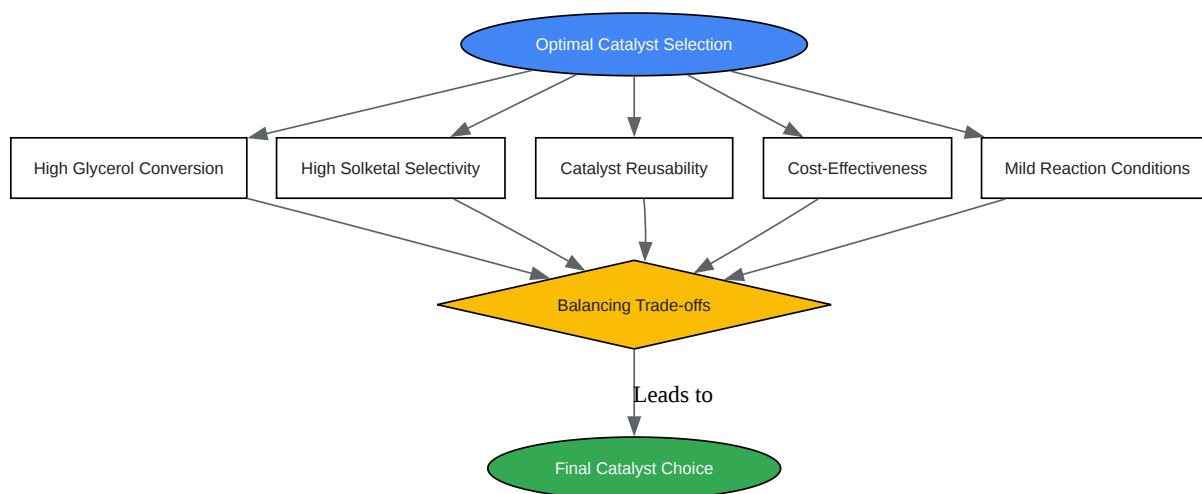 Optimal Catalyst Selection
High Glycerol Conversion
High Solketal Selectivity
Catalyst Reusability
Cost-Effectiveness
Mild Reaction Conditions
Balancing Trade-offs
Leads to
Final Catalyst Choice